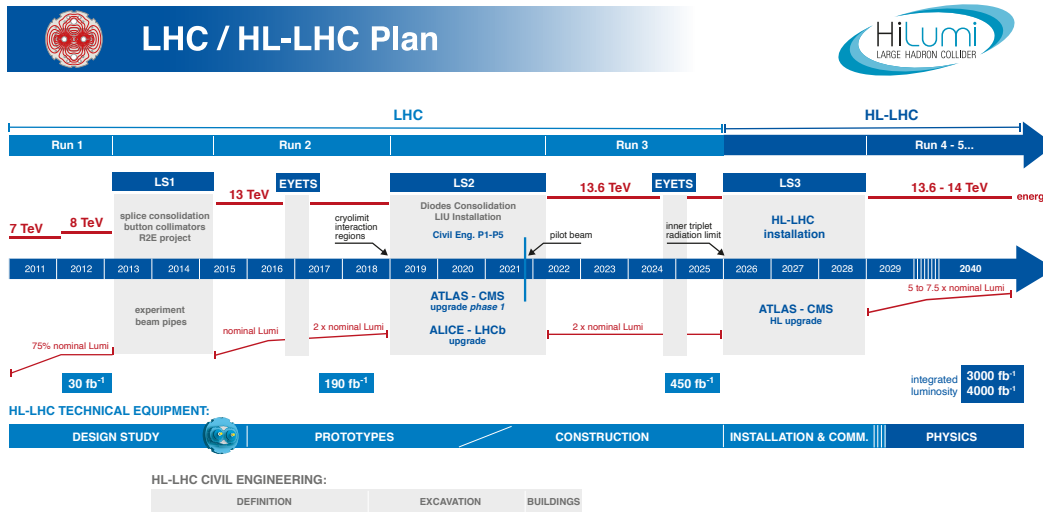 LHC / HL-LHC Plan
HiLumi
LARGE HADRON COLLIDER
LHC
HL-LHC
Run 1
Run 2
Run 3
Run 4 - 5...
LS1
EYETS
LS2
EYETS
LS3
13 TeV
13.6 TeV
13.6 - 14 TeV
energ
7 TeV
8 TeV
splice consolidation
button collimators
R2E project
cryolimit
interaction
regions
Diodes Consolidation
LIU Installation
Civil Eng. P1-P5
pilot beam
inner triplet
radiation limit
HL-LHC
installation
2011 2012 2013 2014 2015 2016 2017 2018 2019 2020 2021 2022 2023 2024 2025 2026 2027 2028 2029 2040
experiment
beam pipes
ATLAS - CMS
upgrade phase 1
ALICE - LHCb
upgrade
ATLAS - CMS
HL upgrade
5 to 7.5 x nominal Lumi
75% nominal Lumi
nominal Lumi
2 x nominal Lumi
2 x nominal Lumi
30 fb⁻¹
190 fb⁻¹
450 fb⁻¹
integrated
luminosity
3000 fb⁻¹
4000 fb⁻¹
HL-LHC TECHNICAL EQUIPMENT:
DESIGN STUDY
PROTOTYPES
CONSTRUCTION
INSTALLATION & COMM.
PHYSICS
HL-LHC CIVIL ENGINEERING:
DEFINITION
EXCAVATION
BUILDINGS